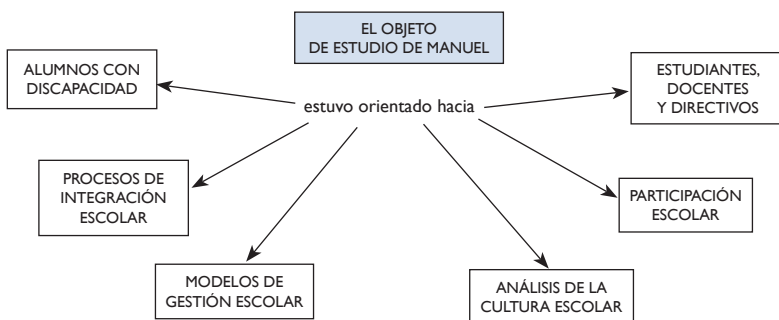 EL OBJETO
DE ESTUDIO DE MANUEL
estuvo orientado hacia
ALUMNOS CON
DISCAPACIDAD
PROCESOS DE
INTEGRACIÓN
ESCOLAR
MODELOS DE
GESTIÓN ESCOLAR
ANÁLISIS DE LA
CULTURA ESCOLAR
PARTICIPACIÓN
ESCOLAR
ESTUDIANTES,
DOCENTES
Y DIRECTIVOS